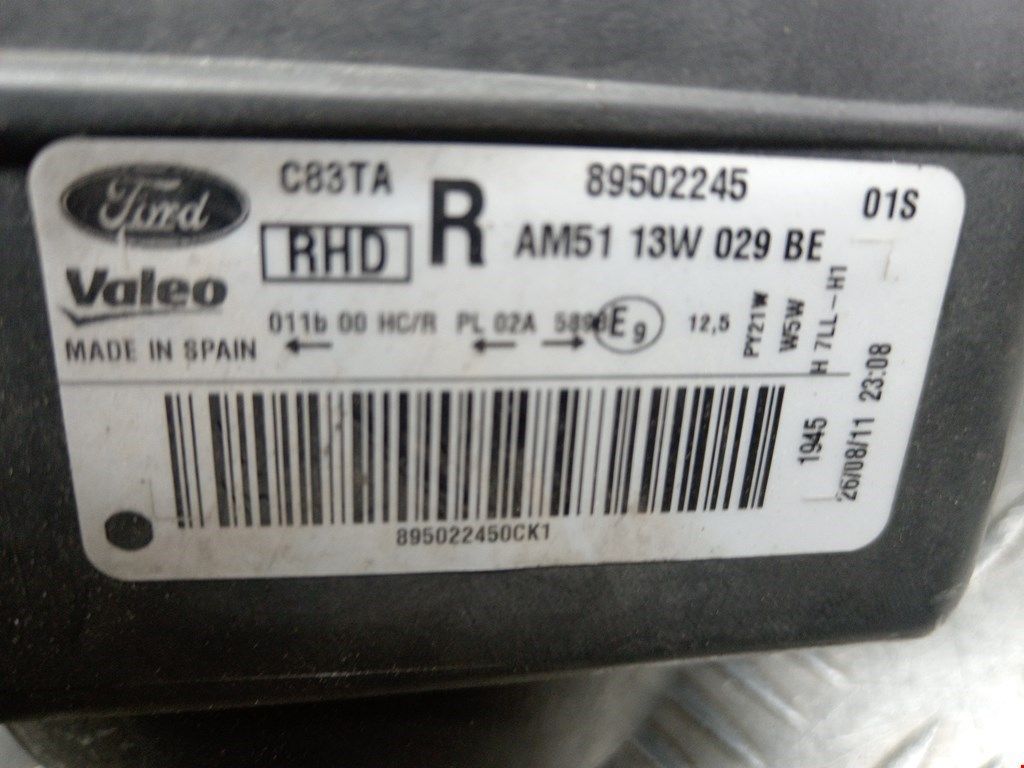 Ford C83TA R 89502245 01S
RHD AM51 13W 029 BE
Valeo
011b 00 HC/R PL 02A E9 12,5
MADE IN SPAIN
PY21W
W5W
H 7LL-H1
1945
26/08/11 23:08
895022450CK1